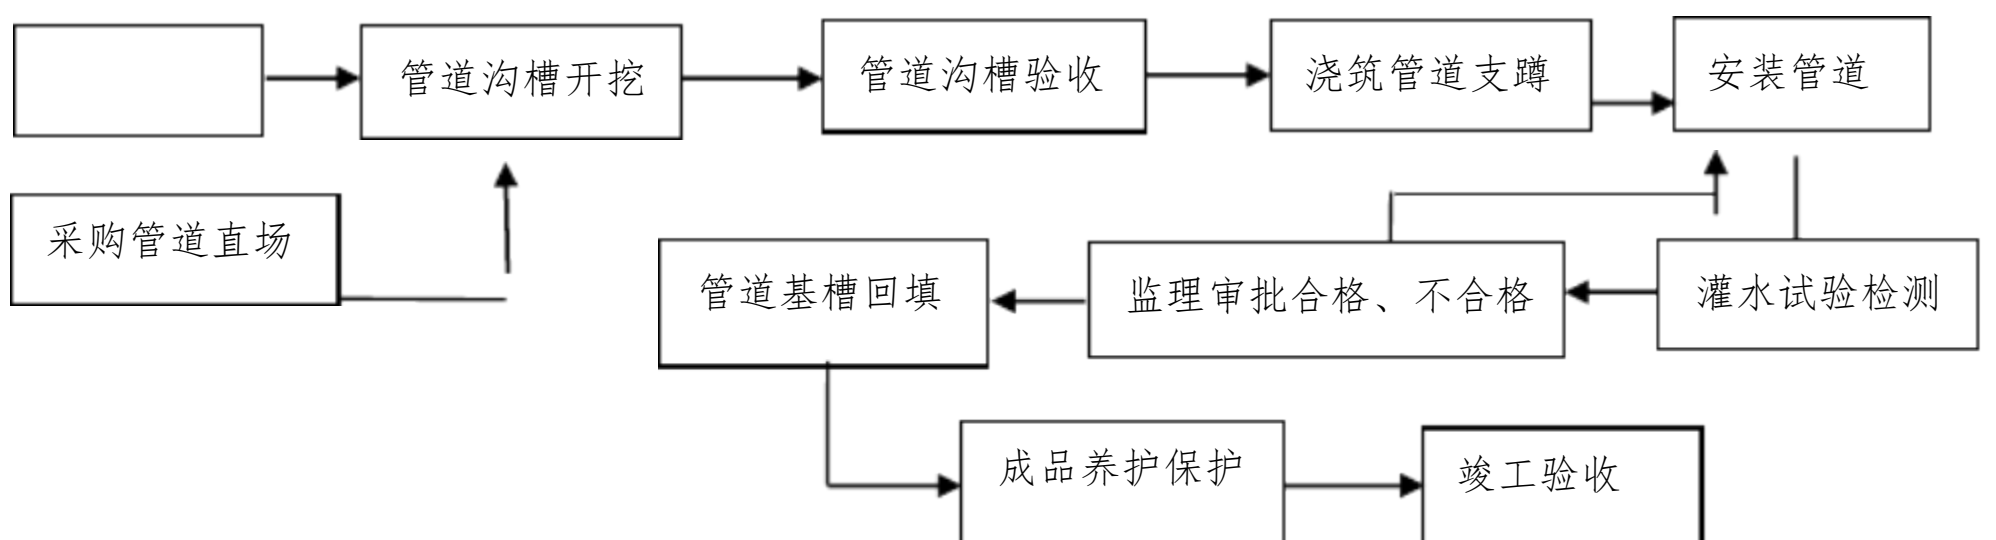 管道沟槽开挖
管道沟槽验收
浇筑管道支蹲
安装管道
采购管道直场
管道基槽回填
监理审批合格、不合格
灌水试验检测
成品养护保护
竣工验收